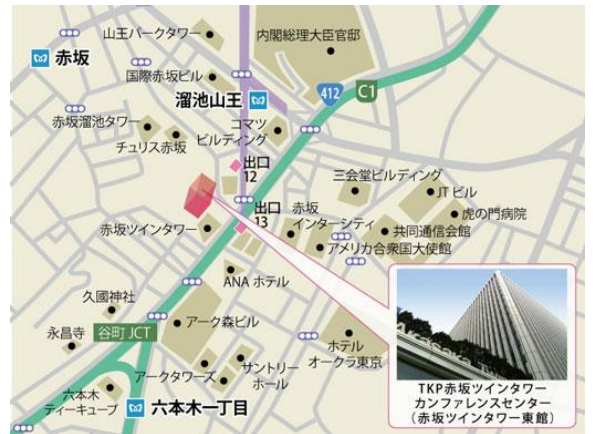 山王パークタワー
内閣総理大臣官邸
赤坂
国際赤坂ビル
412
C1
溜池山王
赤坂溜池タワー
チュリス赤坂
コマツ
ビルディング
出口
12
三会堂ビルディング
JTビル
出口
13
赤坂
インターシティ
虎の門病院
赤坂ツインタワー
共同通信会館
アメリカ合衆国大使館
ANAホテル
久國神社
永昌寺
谷町JCT
アーク森ビル
ホテル
オークラ東京
アークタワーズ
サントリー
ホール
六本木
ティーキューブ
六本木一丁目
TKP赤坂ツインタワー
カンファレンスセンター
(赤坂ツインタワー東館)